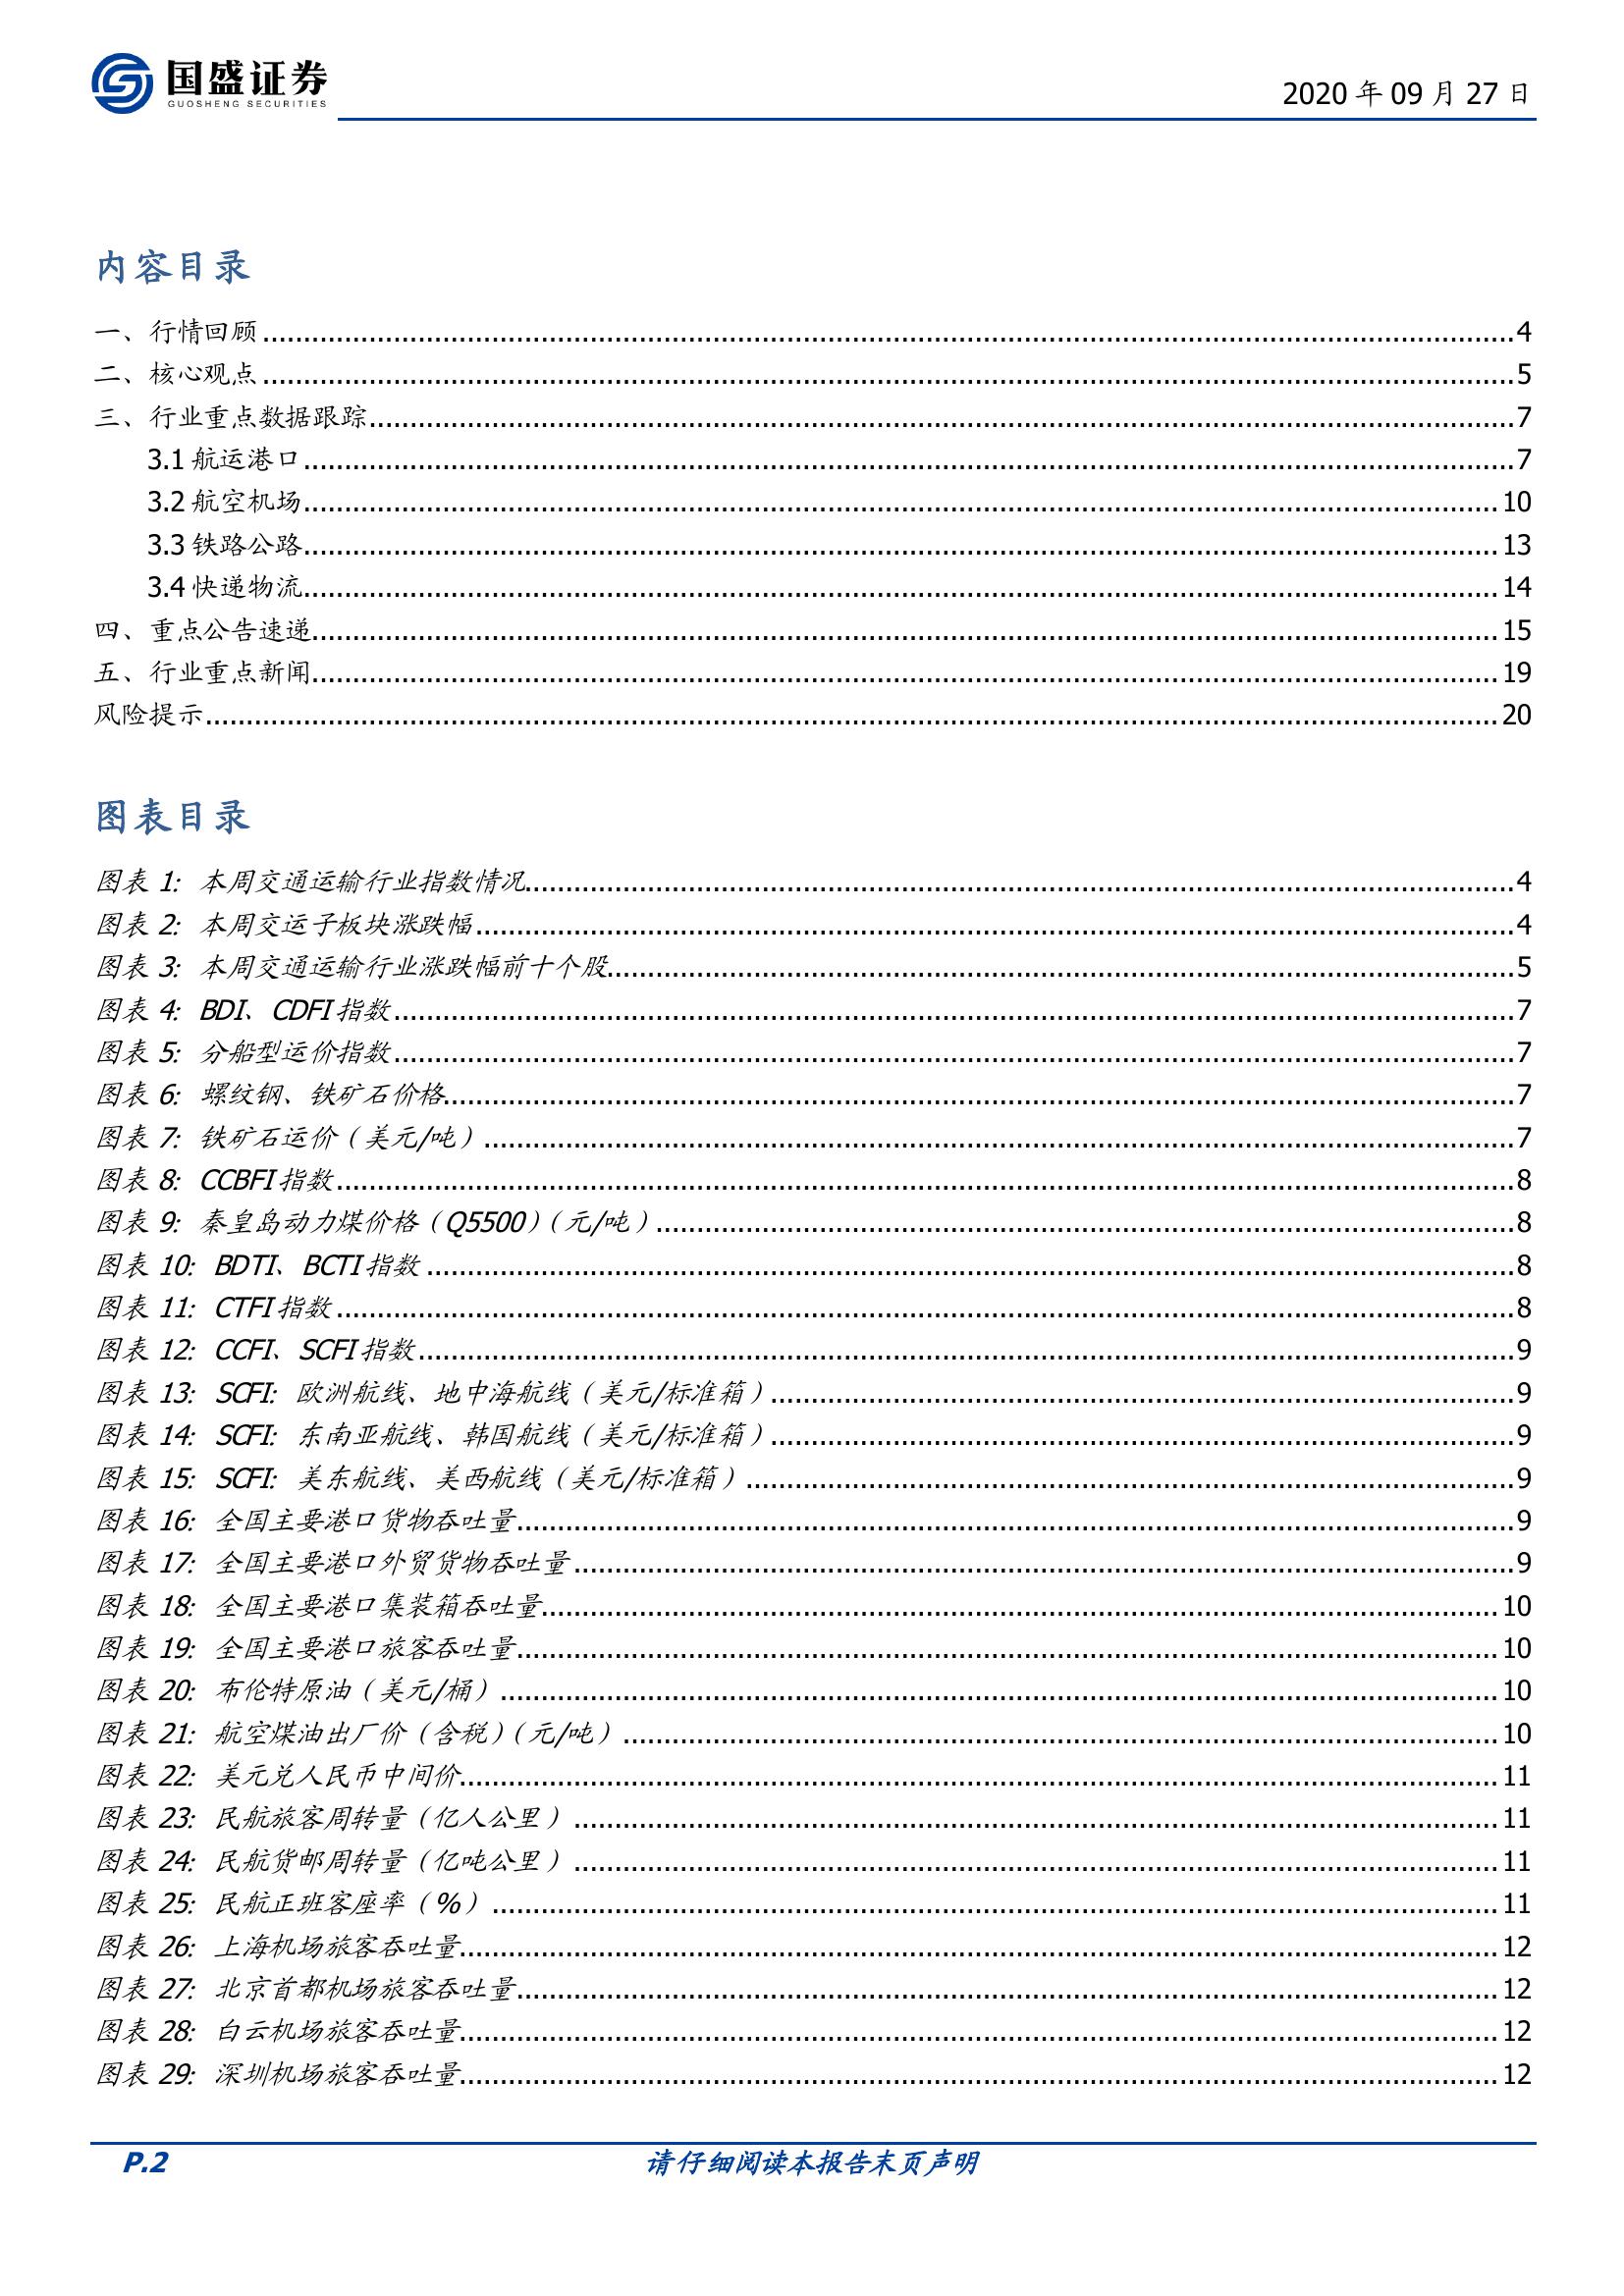 国盛证券
GUOSHENG SECURITIES
2020 年 09 月 27 日
内容目录
一、行情回顾 4
二、核心观点 5
三、行业重点数据跟踪 7
3.1 航运港口 7
3.2 航空机场 10
3.3 铁路公路 13
3.4 快递物流 14
四、重点公告速递 15
五、行业重点新闻 19
风险提示 20
图表目录
图表 1：本周交通运输行业指数情况 4
图表 2：本周交运子板块涨跌幅 4
图表 3：本周交通运输行业涨跌幅前十个股 5
图表 4：BDI、CDFI 指数 7
图表 5：分船型运价指数 7
图表 6：螺纹钢、铁矿石价格 7
图表 7：铁矿石运价（美元/吨） 7
图表 8：CCBFI 指数 8
图表 9：秦皇岛动力煤价格（Q5500）（元/吨） 8
图表 10：BDTI、BCTI 指数 8
图表 11：CTFI 指数 8
图表 12：CCFI、SCFI 指数 9
图表 13：SCFI：欧洲航线、地中海航线（美元/标准箱） 9
图表 14：SCFI：东南亚航线、韩国航线（美元/标准箱） 9
图表 15：SCFI：美东航线、美西航线（美元/标准箱） 9
图表 16：全国主要港口货物吞吐量 9
图表 17：全国主要港口外贸货物吞吐量 9
图表 18：全国主要港口集装箱吞吐量 10
图表 19：全国主要港口旅客吞吐量 10
图表 20：布伦特原油（美元/桶） 10
图表 21：航空煤油出厂价（含税）（元/吨） 10
图表 22：美元兑人民币中间价 11
图表 23：民航旅客周转量（亿人公里） 11
图表 24：民航货邮周转量（亿吨公里） 11
图表 25：民航正班客座率（%） 11
图表 26：上海机场旅客吞吐量 12
图表 27：北京首都机场旅客吞吐量 12
图表 28：白云机场旅客吞吐量 12
图表 29：深圳机场旅客吞吐量 12
P.2
请仔细阅读本报告末页声明